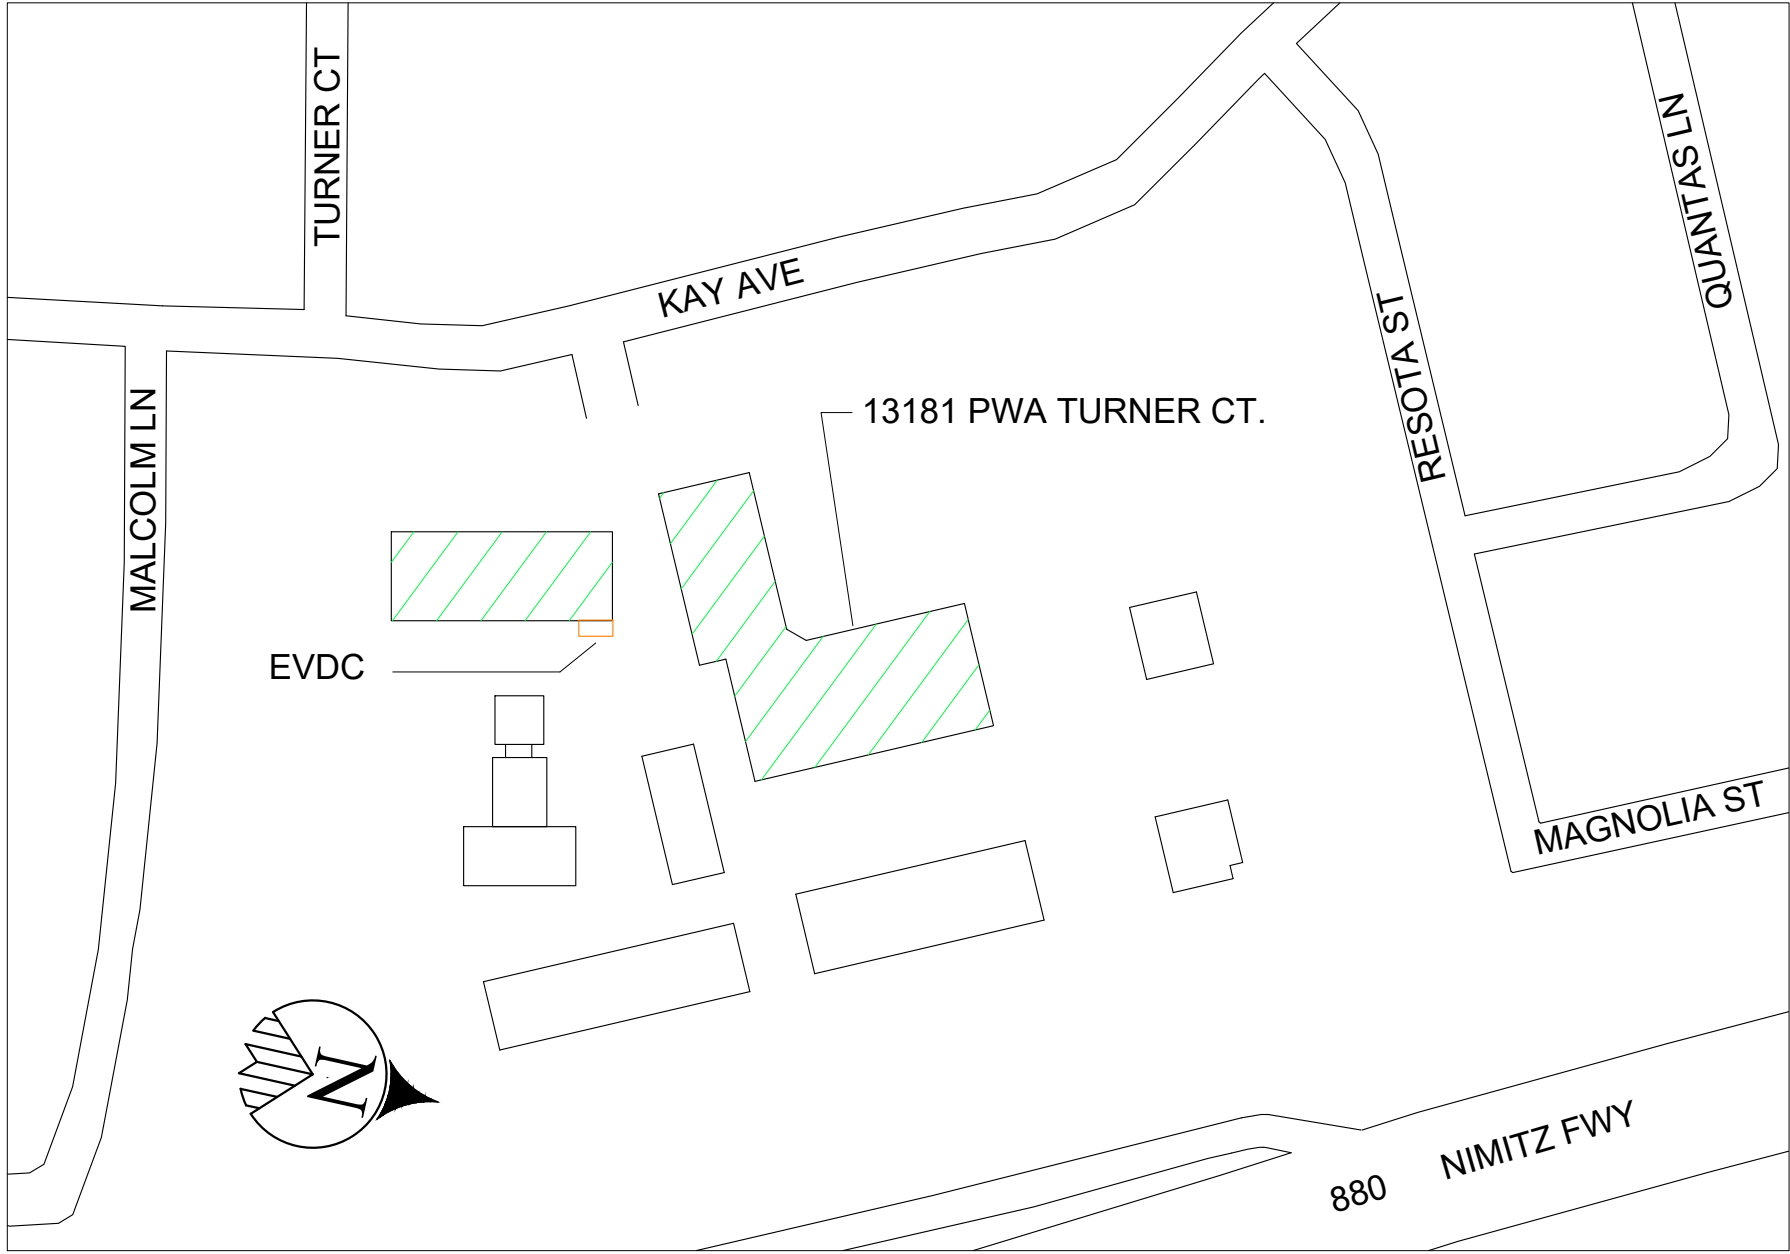 TURNER CT
QUANTAS LN
KAY AVE
RESOTA ST
MALCOLM LN
13181 PWA TURNER CT.
EVDC
MAGNOLIA ST
N
NIMITZ FWY
880